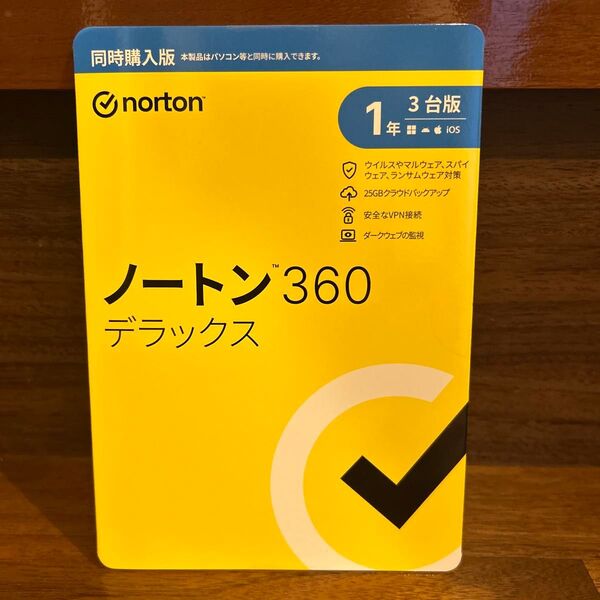 同時購入版 本製品はパソコン等と同時に購入できます。
norton™
1年
3台版
iOS
ウイルスやマルウェア、スパイ
ウェア、ランサムウェア対策
25GBクラウドバックアップ
安全なVPN接続
ダークウェブの監視
ノートン™ 360
デラックス